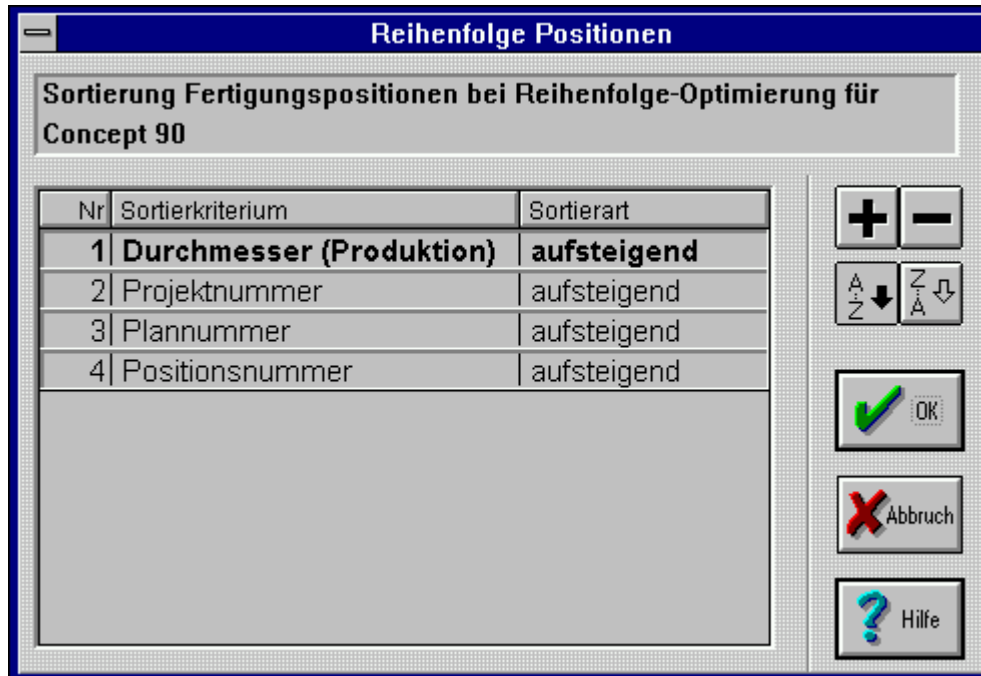 Reihenfolge Positionen
Sortierung Fertigungspositionen bei Reihenfolge-Optimierung für
Concept 90
Nr Sortierkriterium Sortierart
1 Durchmesser (Produktion) aufsteigend
2 Projektnummer aufsteigend
3 Plannummer aufsteigend
4 Positionsnummer aufsteigend
A Z Z A
OK
Abbruch
Hilfe